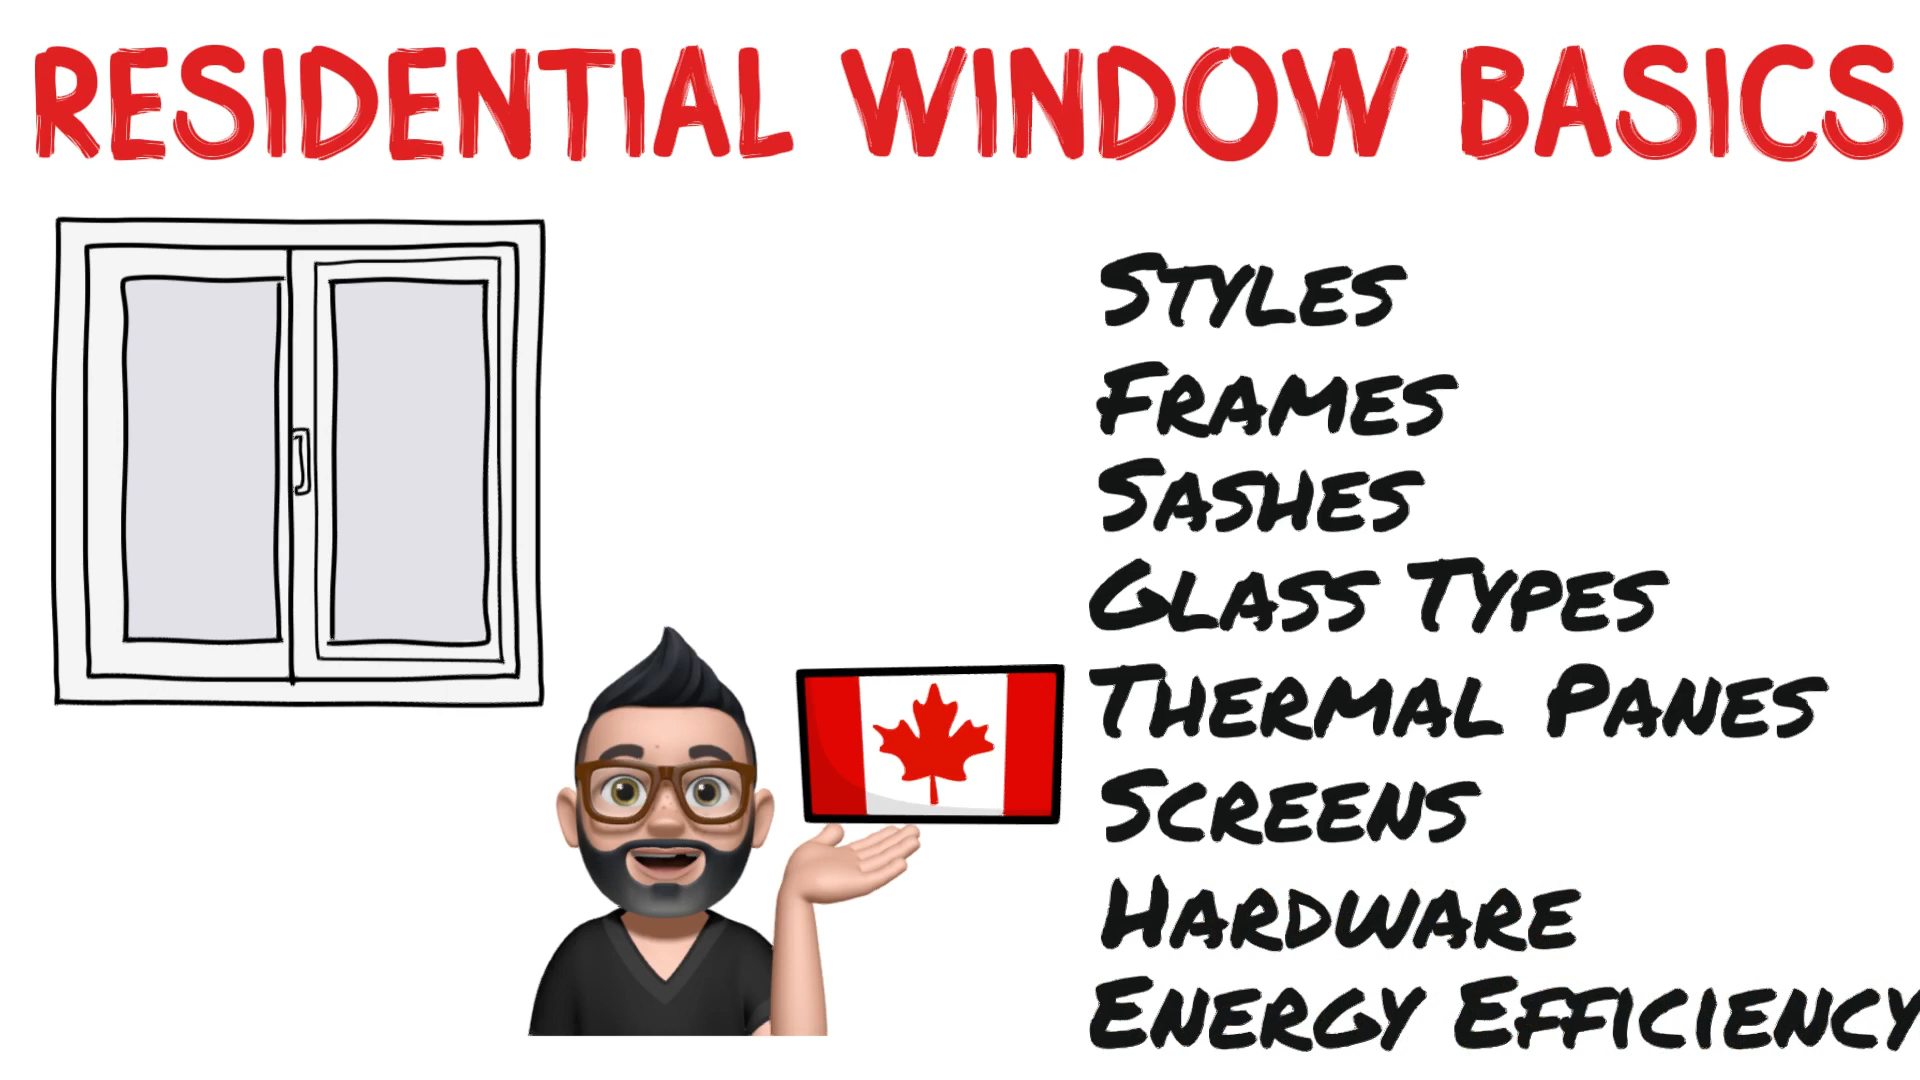 RESIDENTIAL WINDOW BASICS
STYLES
FRAMES
SASHES
GLASS TYPES
THERMAL PANES
SCREENS
HARDWARE
ENERGY EFFICIENCY